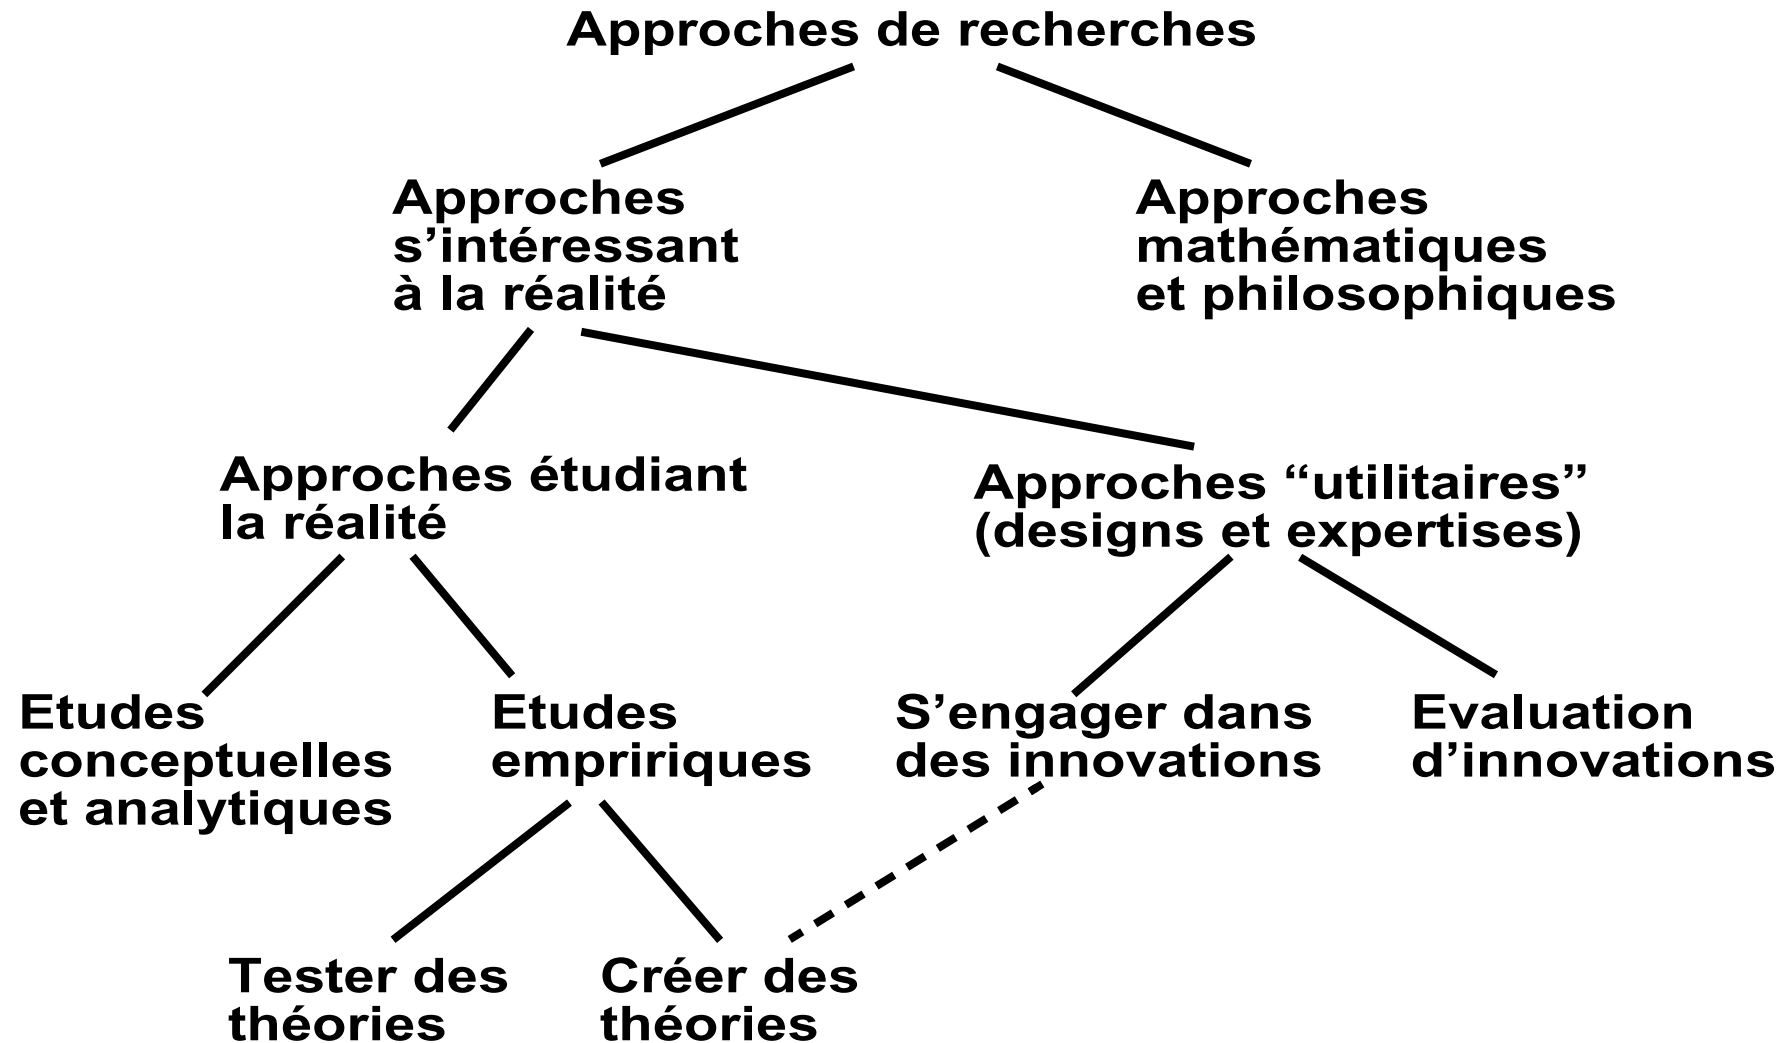 Approches de recherches
Approches
s’intéressant
à la réalité
Approches
mathématiques
et philosophiques
Approches étudiant
la réalité
Approches “utilitaires”
(designs et expertises)
Etudes
conceptuelles
et analytiques
Etudes
emprririques
S’engager dans
des innovations
Evaluation
d’innovations
Tester des
théories
Créer des
théories